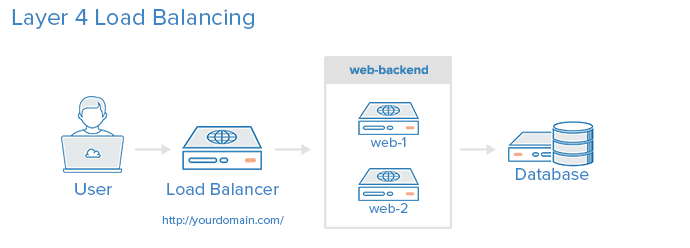 Layer 4 Load Balancing
web-backend
web-1
web-2
User
Load Balancer
Database
http://yourdomain.com/